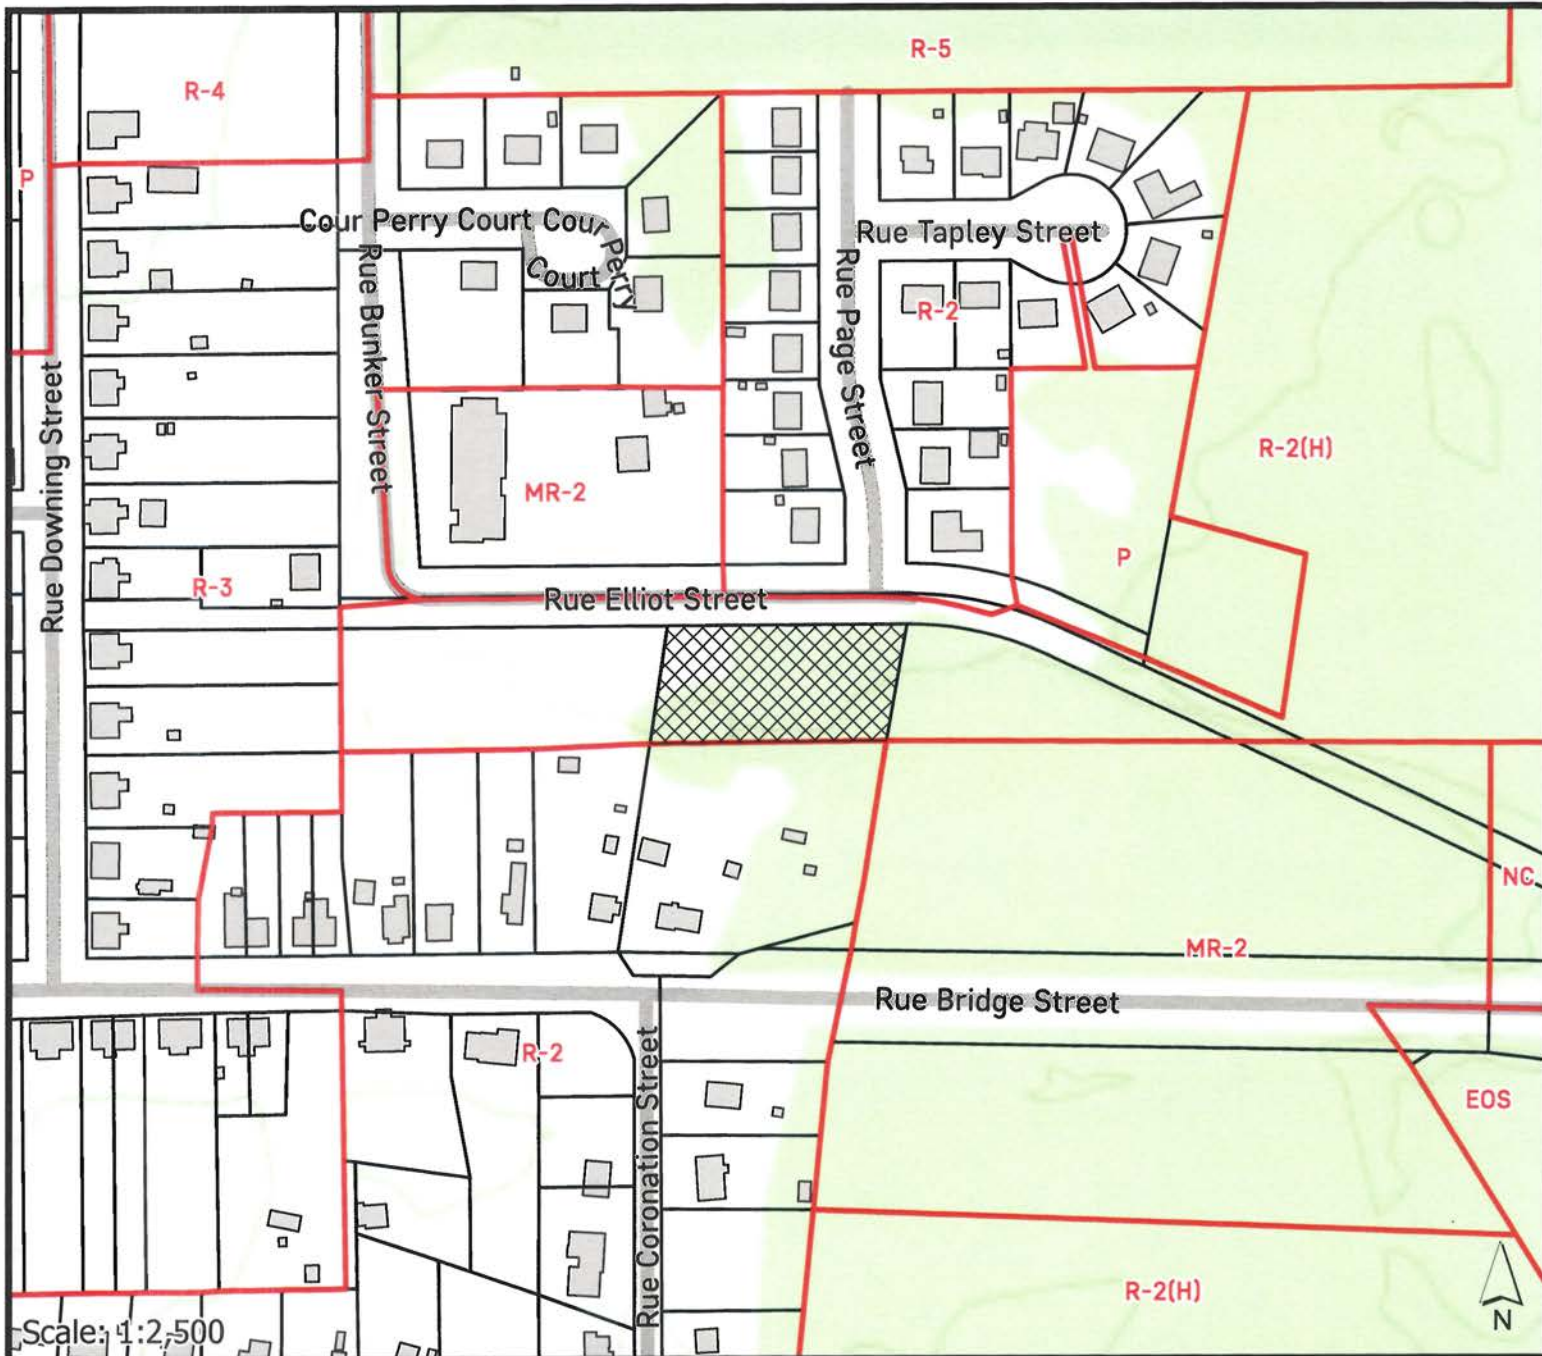 R-5
R-4
P
Cour Perry Court Cour Perry
Court
Rue Tapley Street
Rue Bunker Street
Rue Page Street
R-2
Rue Downing Street
R-2(H)
MR-2
P
R-3
Rue Elliot Street
NC
MR-2
Rue Bridge Street
R-2
Rue Coronation Street
EOS
R-2(H)
Scale: 1:2,500
N